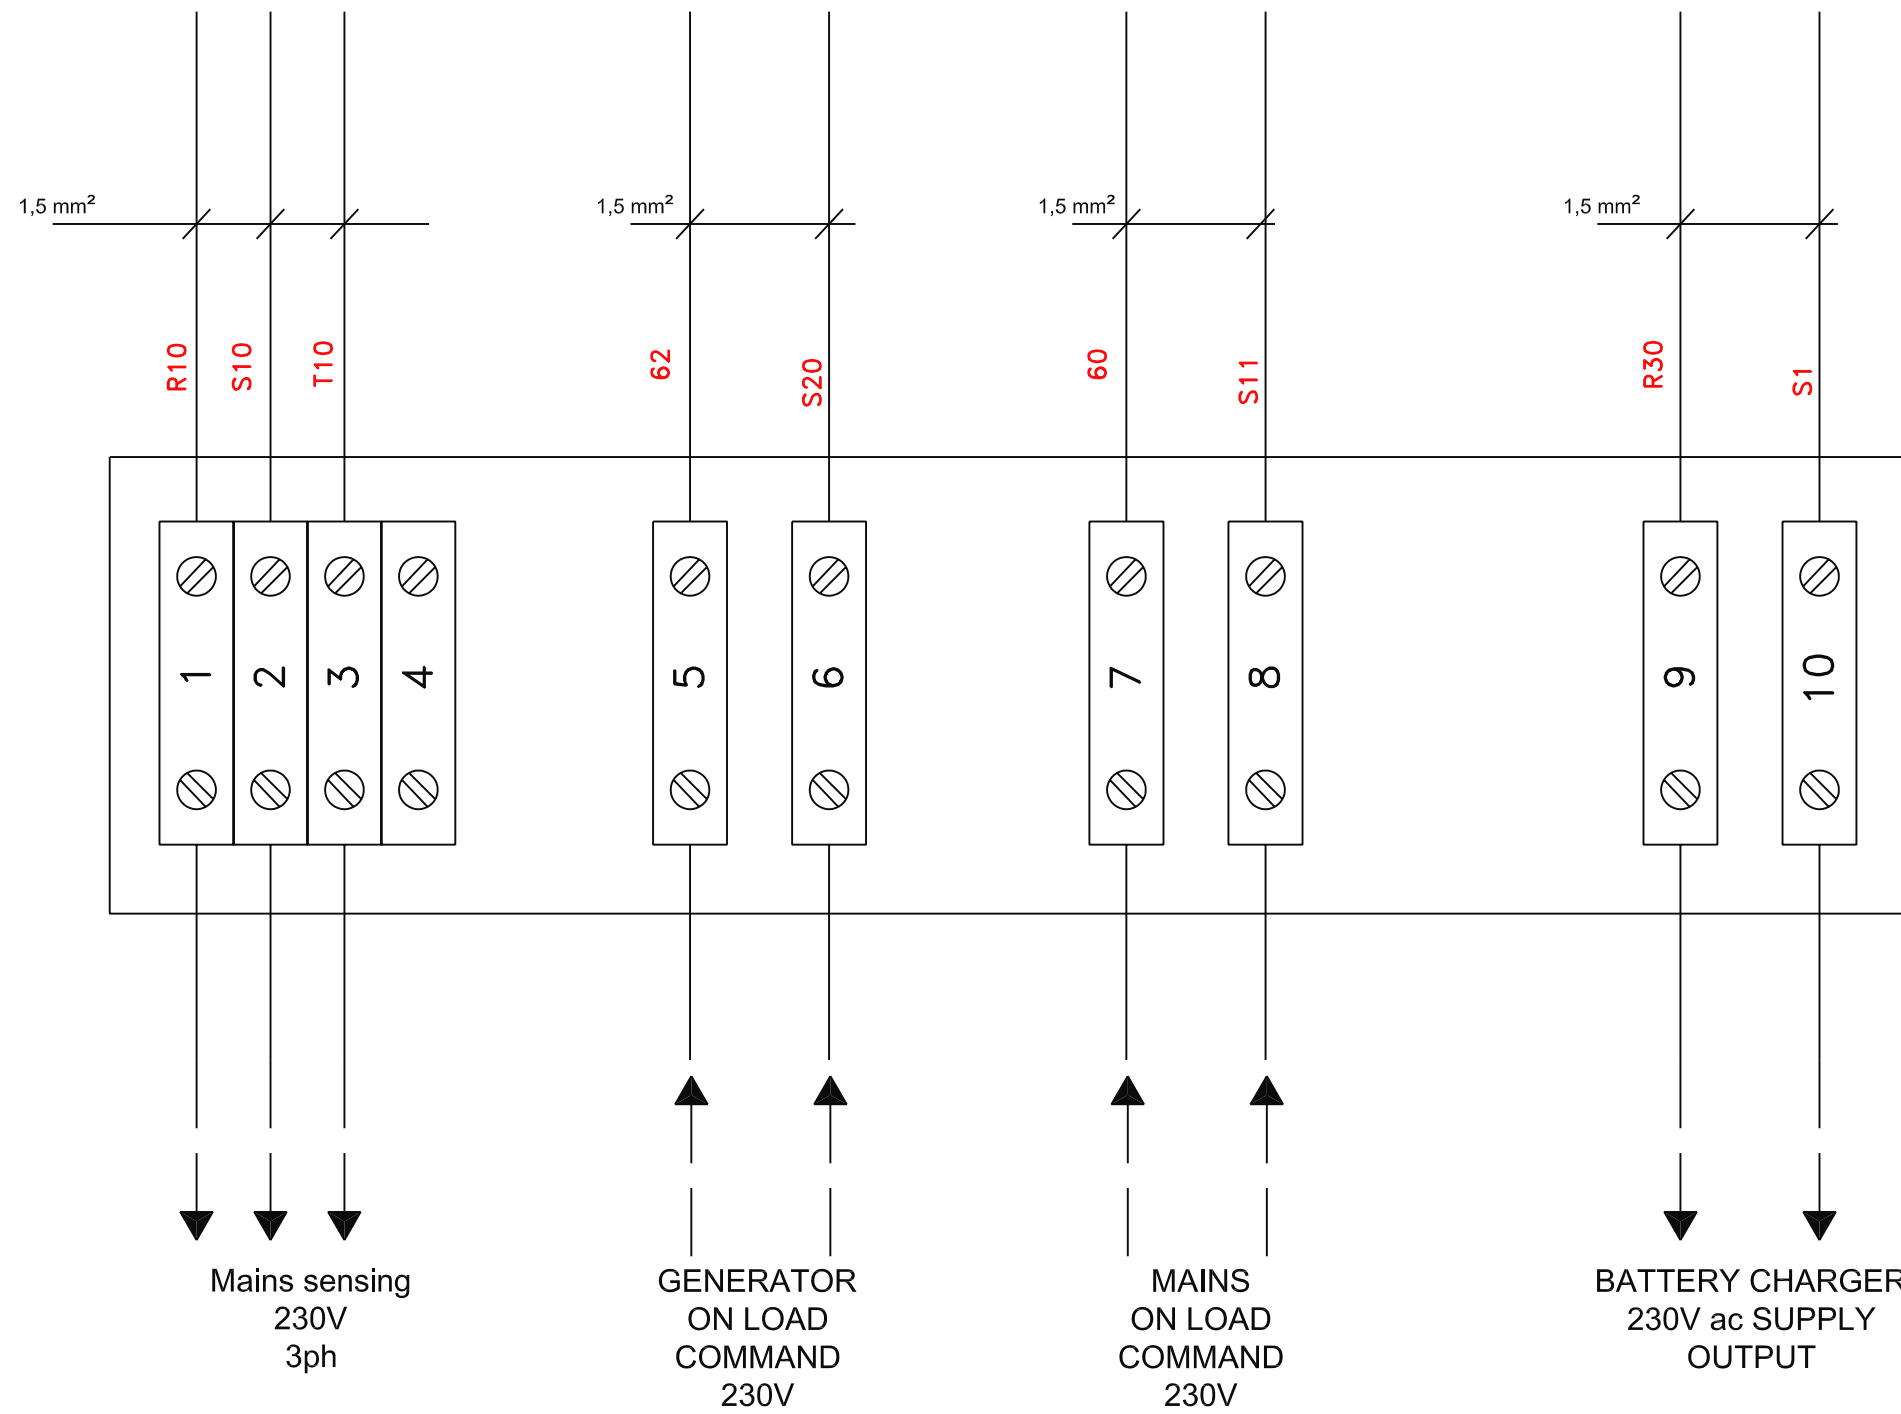 1,5 mm²
1,5 mm²
1,5 mm²
1,5 mm²
R10
S10
T10
62
S20
60
S11
R30
S1
1
2
3
4
5
6
7
8
9
10
Mains sensing
230V
3ph
GENERATOR
ON LOAD
COMMAND
230V
MAINS
ON LOAD
COMMAND
230V
BATTERY CHARGER
230V ac SUPPLY
OUTPUT